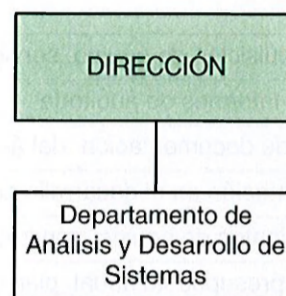 DIRECCIÓN
Departamento de
Análisis y Desarrollo de
Sistemas